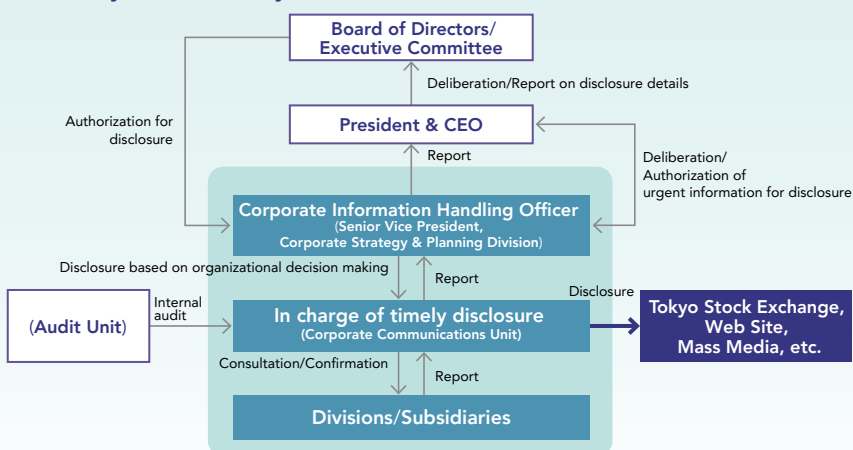 Board of Directors/
Executive Committee
Deliberation/Report on disclosure details
Authorization for
disclosure
President & CEO
Report
Deliberation/
Authorization of
urgent information for disclosure
Corporate Information Handling Officer
(Senior Vice President,
Corporate Strategy & Planning Division)
Disclosure based on organizational decision making
Report
Disclosure
(Audit Unit)
Internal
audit
In charge of timely disclosure
(Corporate Communications Unit)
Tokyo Stock Exchange,
Web Site,
Mass Media, etc.
Consultation/Confirmation
Report
Divisions/Subsidiaries